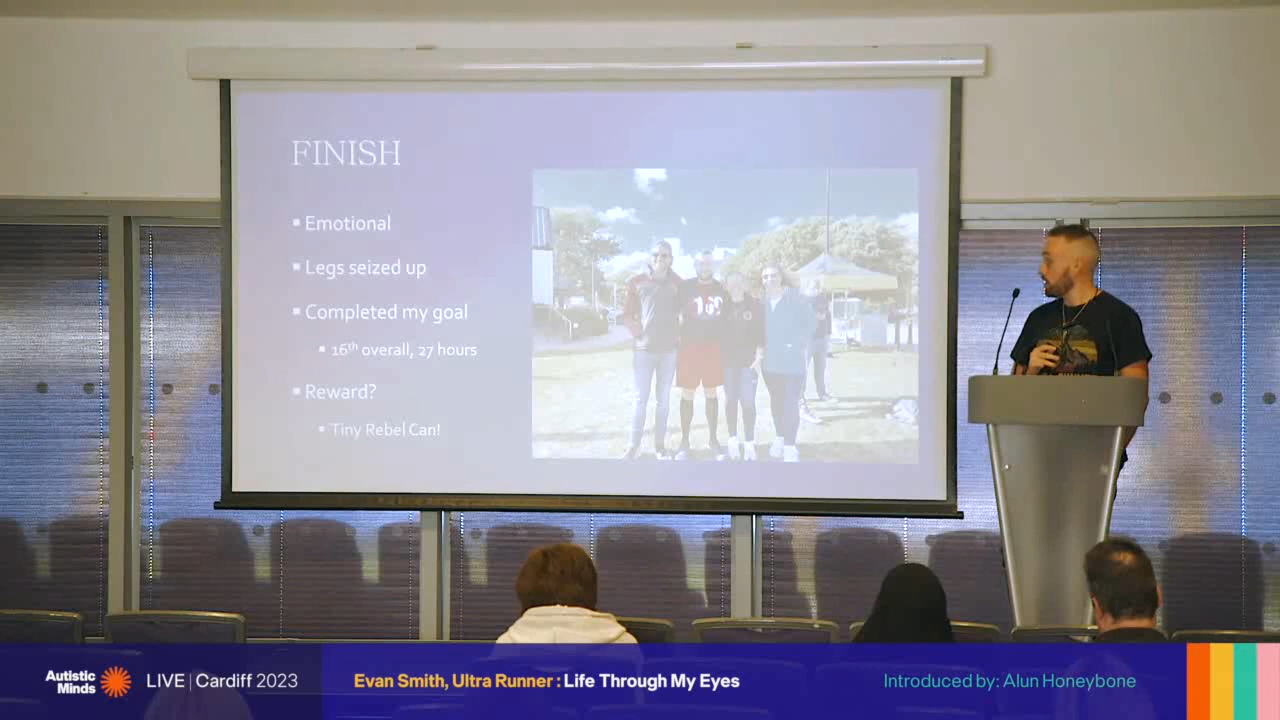 FINISH
▪ Emotional
▪ Legs seized up
▪ Completed my goal
▪ 16th overall, 27 hours
▪ Reward?
▪ Tiny Rebel Can!
Autistic
Minds
LIVE | Cardiff 2023
Evan Smith, Ultra Runner : Life Through My Eyes
Introduced by: Alun Honeybone